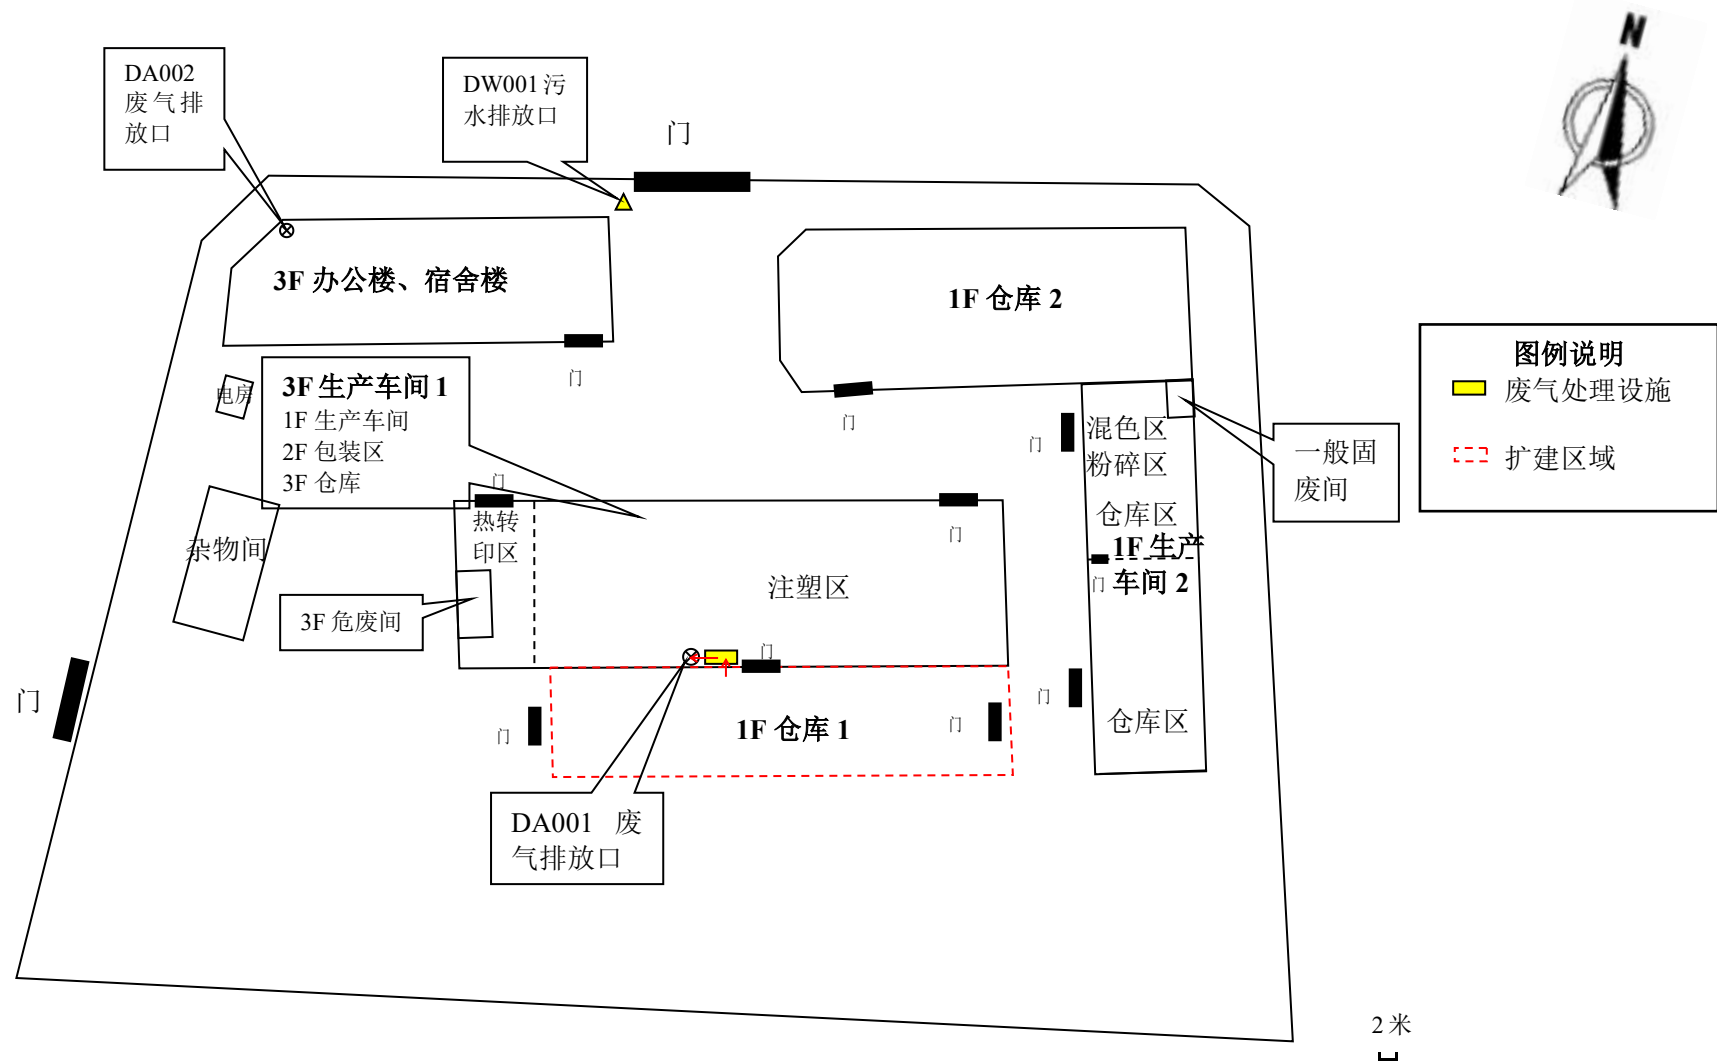 N
DA002
废气排
放口
DW001 污
水排放口
门
3F 办公楼、宿舍楼
1F 仓库 2
图例说明
废气处理设施
扩建区域
门
电房
3F 生产车间 1
1F 生产车间
2F 包装区
3F 仓库
门
门
混色区
粉碎区
一般固
废间
门
热转
印区
门
仓库区
1F 生产
车间 2
门
杂物间
注塑区
3F 危废间
门
门
门
1F 仓库 1
门
门
仓库区
DA001 废
气排放口
2 米